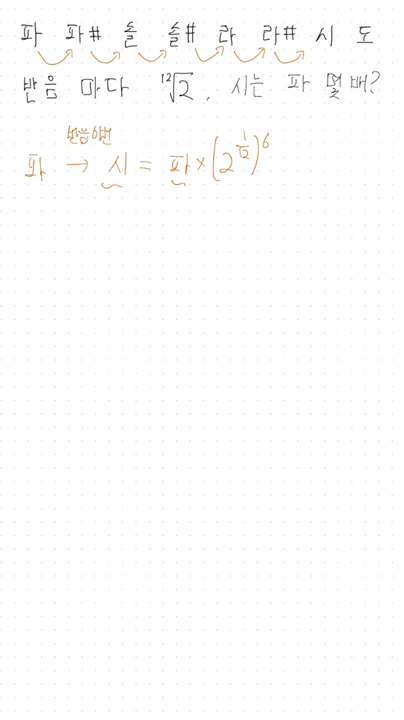 파 파# 솔 솔# 라 라# 시 도
반음 마다 ¹²√2, 시는 파 몇 배?
반음 6번
파 → 시 = 파 × (2^(1/12))^6